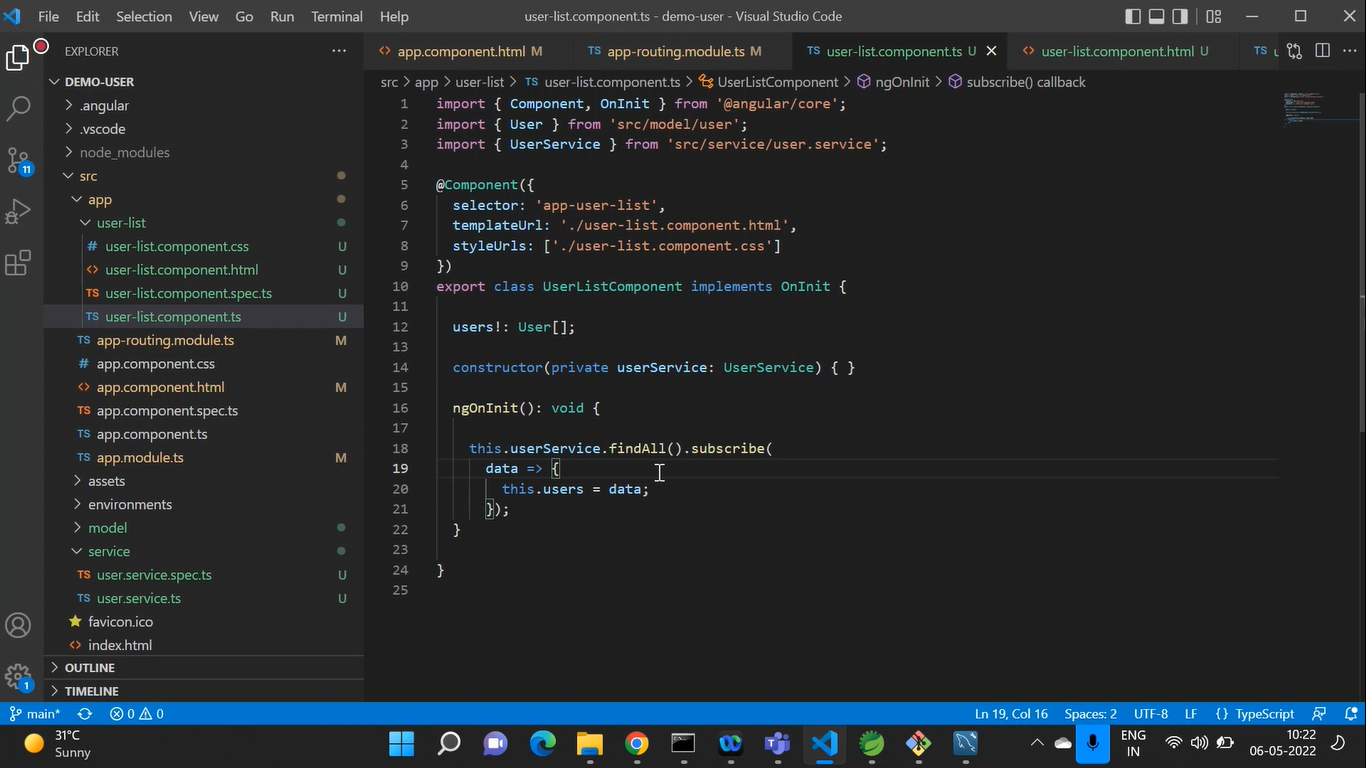 File Edit Selection View Go Run Terminal Help
user-list.component.ts - demo-user - Visual Studio Code
EXPLORER
app.component.html M
app-routing.module.ts M
user-list.component.ts U
user-list.component.html U
DEMO-USER
.angular
.vscode
node_modules
src
app
user-list
user-list.component.css U
user-list.component.html U
user-list.component.spec.ts U
user-list.component.ts U
app-routing.module.ts M
app.component.css
app.component.html M
app.component.spec.ts
app.component.ts
app.module.ts M
assets
environments
model
service
user.service.spec.ts U
user.service.ts U
favicon.ico
index.html
OUTLINE
TIMELINE
11
1
src > app > user-list > TS user-list.component.ts > UserListComponent > ngOnInit > subscribe() callback
1 import { Component, OnInit } from '@angular/core';
2 import { User } from 'src/model/user';
3 import { UserService } from 'src/service/user.service';
4
5 @Component({
6 selector: 'app-user-list',
7 templateUrl: './user-list.component.html',
8 styleUrls: ['./user-list.component.css']
9 })
10 export class UserListComponent implements OnInit {
11
12 users!: User[];
13
14 constructor(private userService: UserService) { }
15
16 ngOnInit(): void {
17
18 this.userService.findAll().subscribe(
19 data => {
20 this.users = data;
21 });
22 }
23
24 }
25
main* 0 0
Ln 19, Col 16 Spaces: 2 UTF-8 LF {} TypeScript
31°C
Sunny
ENG
IN
10:22
06-05-2022